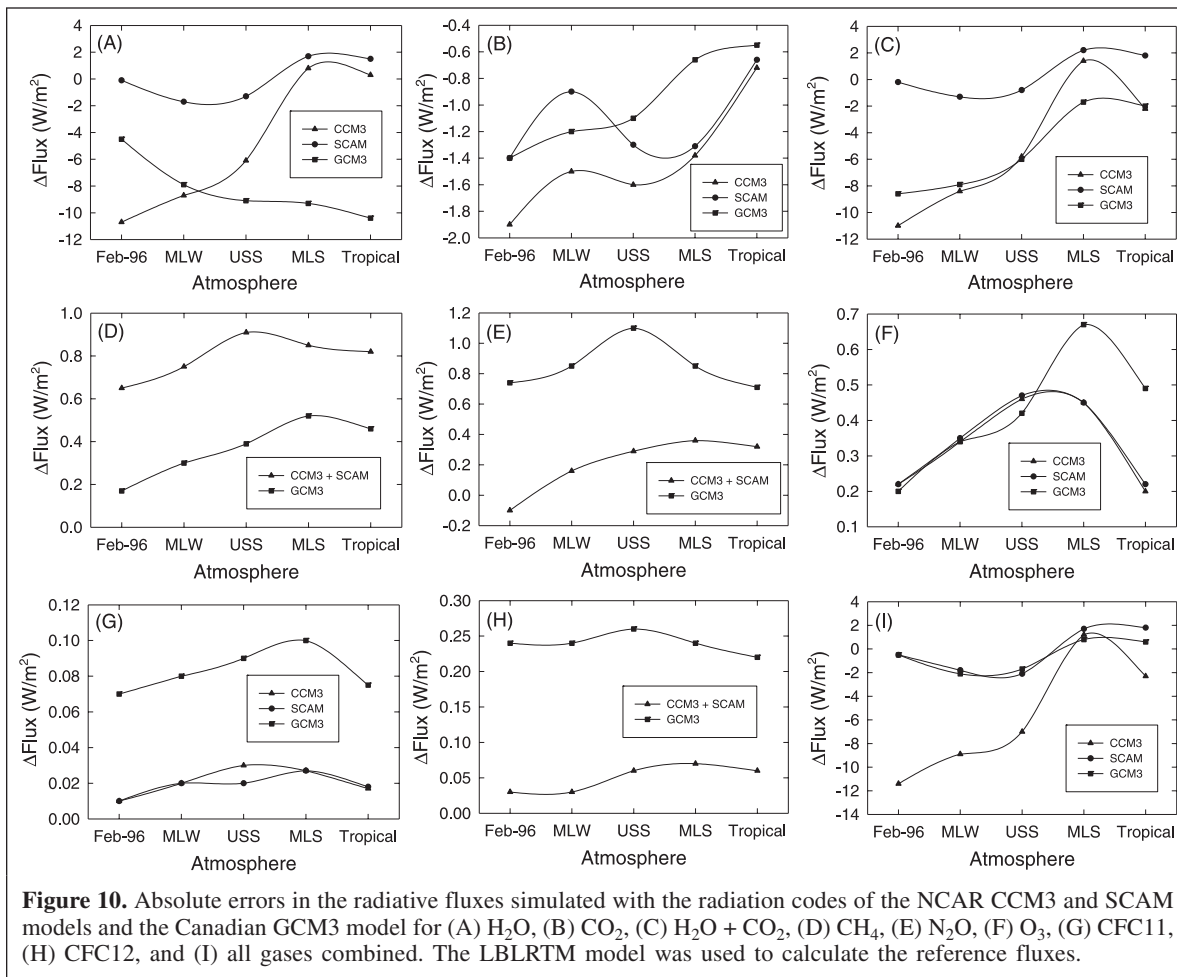 (A)
ΔFlux (W/m²)
4
2
0
-2
-4
-6
-8
-10
-12
CCM3
SCAM
GCM3
Feb-96 MLW USS MLS Tropical
Atmosphere
(B)
ΔFlux (W/m²)
-0.4
-0.6
-0.8
-1.0
-1.2
-1.4
-1.6
-1.8
-2.0
CCM3
SCAM
GCM3
Feb-96 MLW USS MLS Tropical
Atmosphere
(C)
ΔFlux (W/m²)
4
2
0
-2
-4
-6
-8
-10
-12
CCM3
SCAM
GCM3
Feb-96 MLW USS MLS Tropical
Atmosphere
(D)
ΔFlux (W/m²)
1.0
0.8
0.6
0.4
0.2
0.0
CCM3 + SCAM
GCM3
Feb-96 MLW USS MLS Tropical
Atmosphere
(E)
ΔFlux (W/m²)
1.2
1.0
0.8
0.6
0.4
0.2
0.0
-0.2
CCM3 + SCAM
GCM3
Feb-96 MLW USS MLS Tropical
Atmosphere
(F)
ΔFlux (W/m²)
0.7
0.6
0.5
0.4
0.3
0.2
0.1
CCM3
SCAM
GCM3
Feb-96 MLW USS MLS Tropical
Atmosphere
(G)
ΔFlux (W/m²)
0.12
0.10
0.08
0.06
0.04
0.02
0.00
CCM3
SCAM
GCM3
Feb-96 MLW USS MLS Tropical
Atmosphere
(H)
ΔFlux (W/m²)
0.30
0.25
0.20
0.15
0.10
0.05
0.00
CCM3 + SCAM
GCM3
Feb-96 MLW USS MLS Tropical
Atmosphere
(I)
ΔFlux (W/m²)
4
2
0
-2
-4
-6
-8
-10
-12
-14
CCM3
SCAM
GCM3
Feb-96 MLW USS MLS Tropical
Atmosphere
Figure 10. Absolute errors in the radiative fluxes simulated with the radiation codes of the NCAR CCM3 and SCAM
models and the Canadian GCM3 model for (A) H₂O, (B) CO₂, (C) H₂O + CO₂, (D) CH₄, (E) N₂O, (F) O₃, (G) CFC11,
(H) CFC12, and (I) all gases combined. The LBLRTM model was used to calculate the reference fluxes.